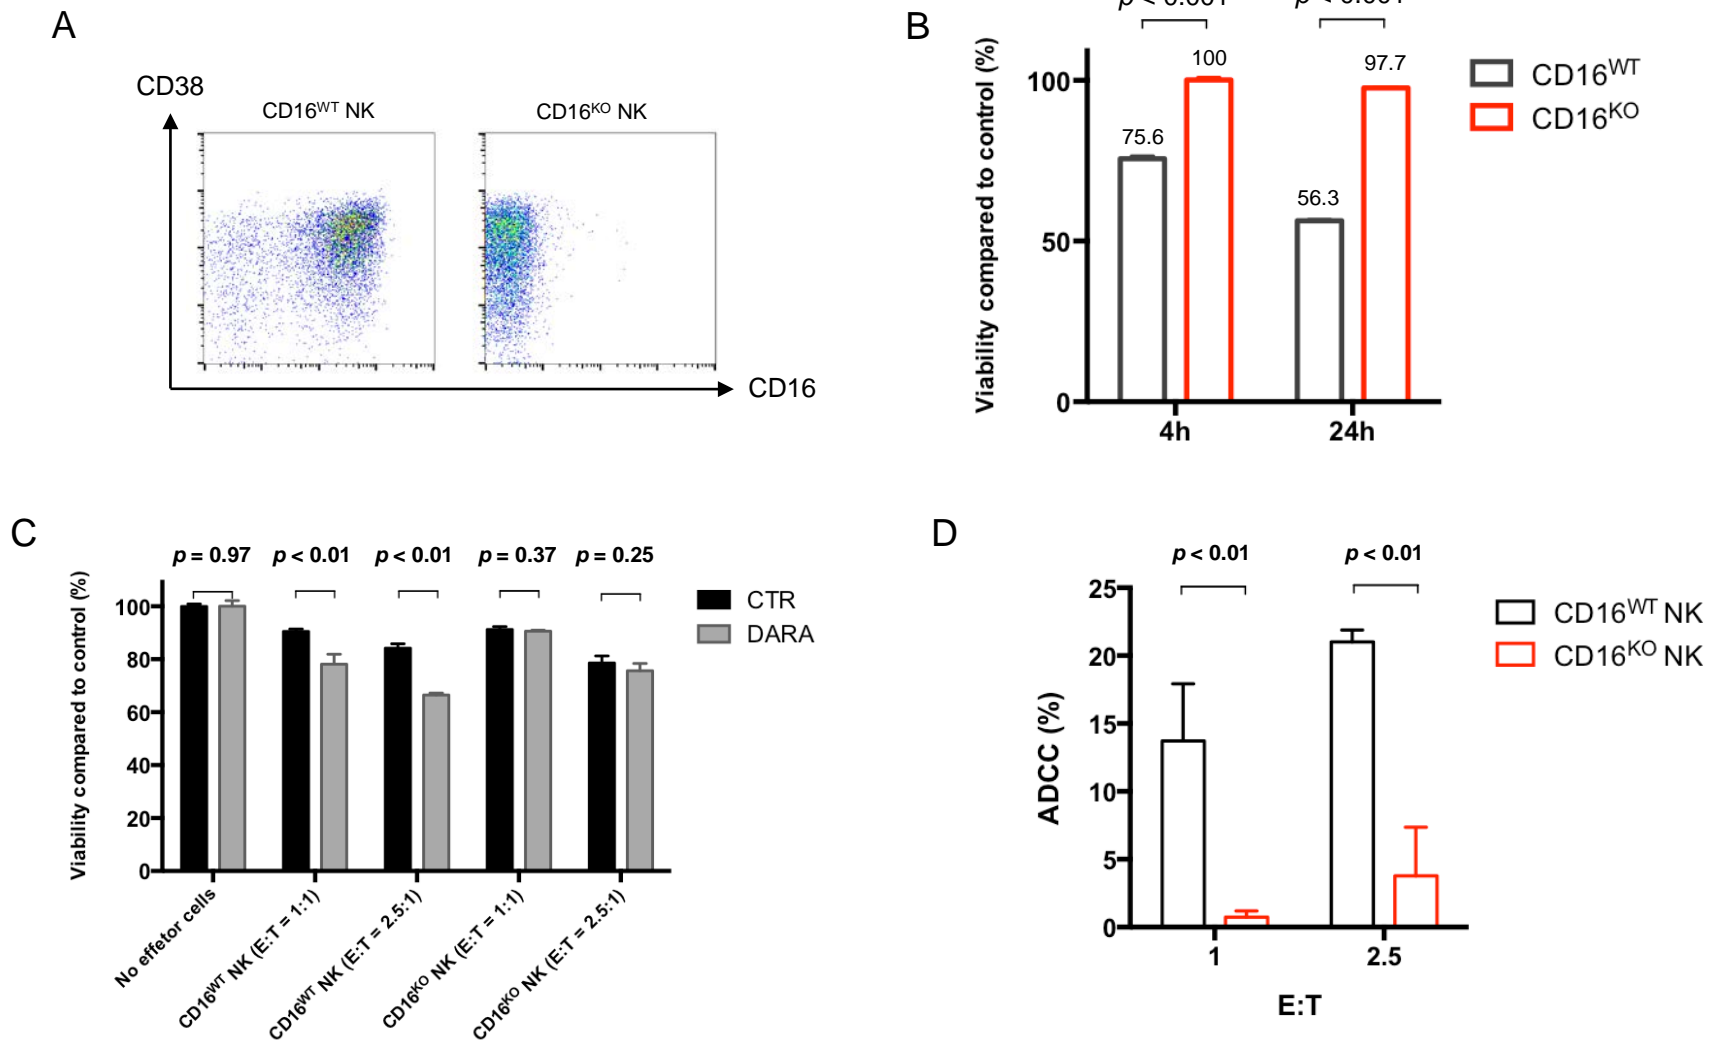 A
CD38
CD16WT NK
CD16KO NK
CD16
B
100
75.6
97.7
56.3
Viability compared to control (%)
100
50
0
4h
24h
CD16WT
CD16KO
C
p = 0.97
p < 0.01
p < 0.01
p = 0.37
p = 0.25
Viability compared to control (%)
100
80
60
40
20
0
No effetor cells
CD16WT NK (E:T = 1:1)
CD16WT NK (E:T = 2.5:1)
CD16KO NK (E:T = 1:1)
CD16KO NK (E:T = 2.5:1)
CTR
DARA
D
p < 0.01
p < 0.01
ADCC (%)
25
20
15
10
5
0
1
2.5
E:T
CD16WT NK
CD16KO NK